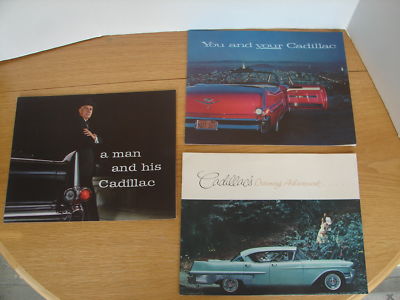 You and your Cadillac
a man
and his
Cadillac
Cadillac's